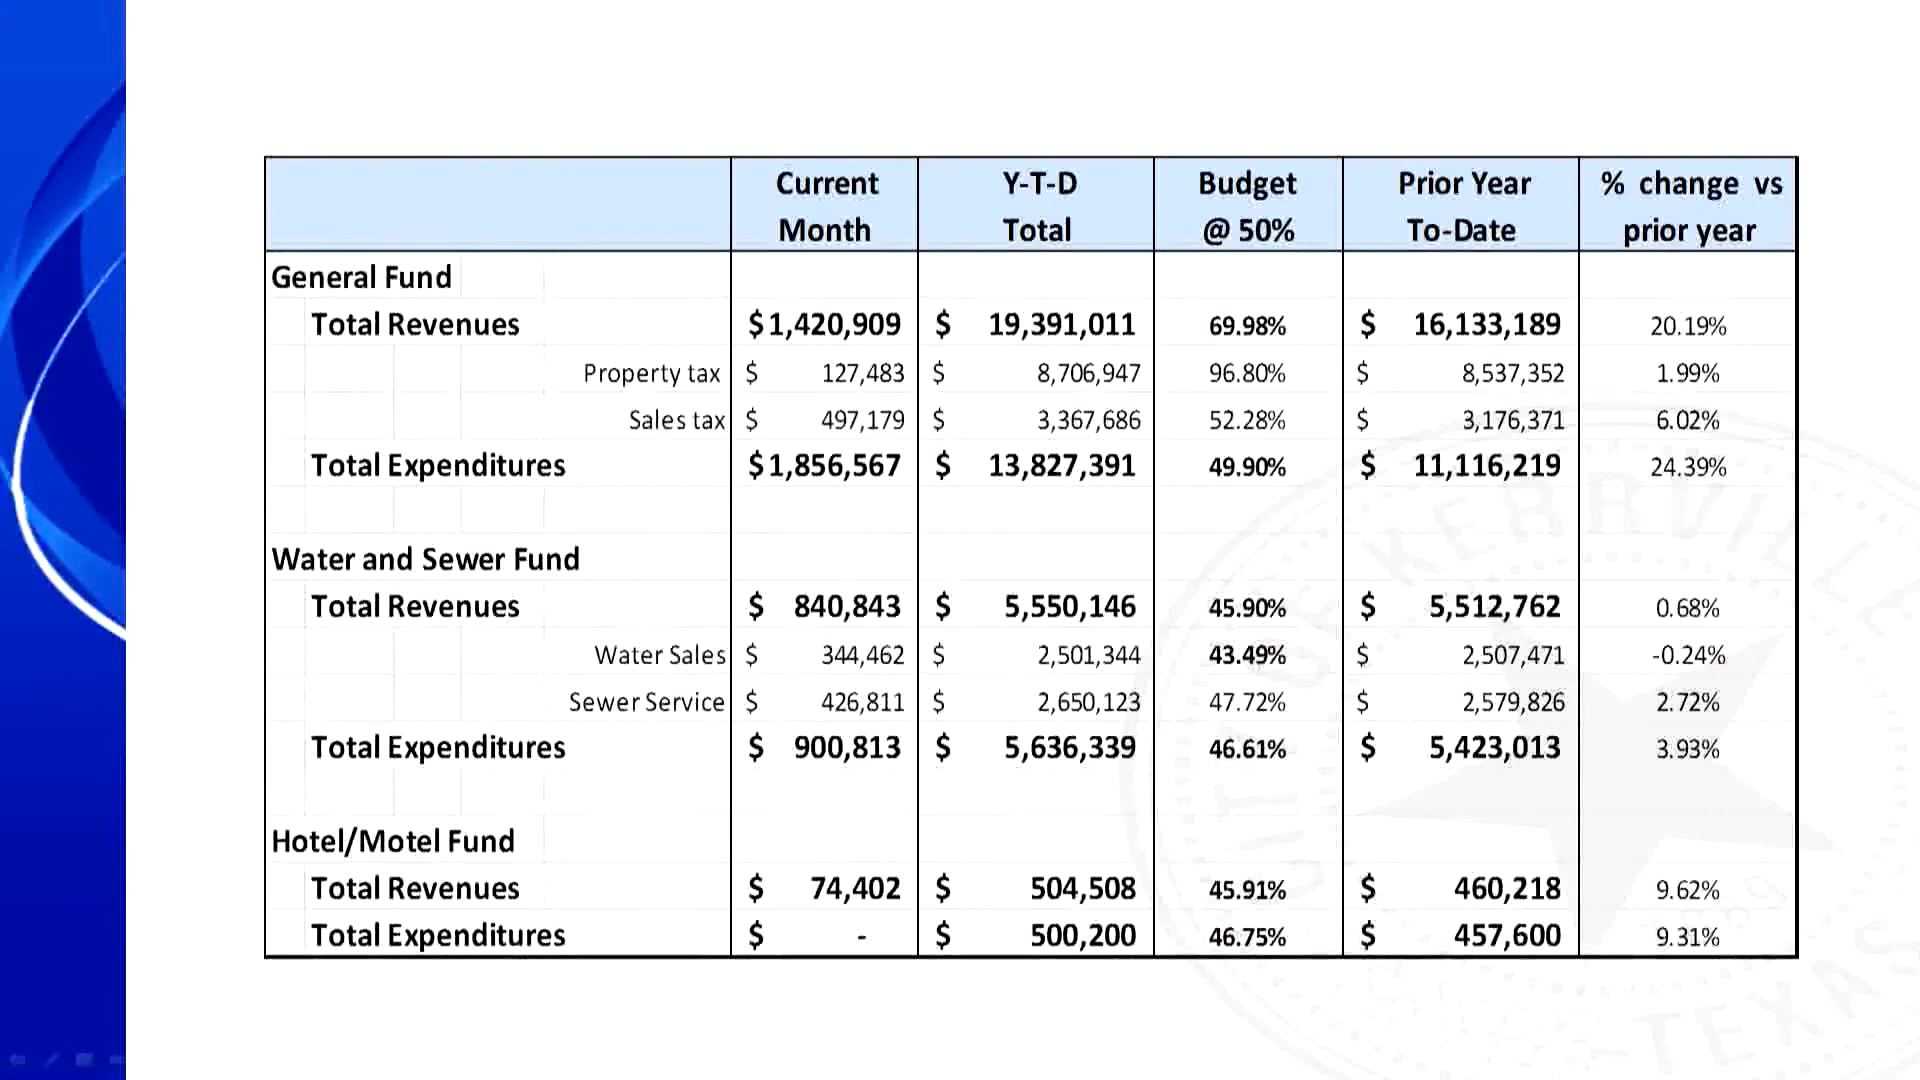 Current Month Y-T-D Total Budget @ 50% Prior Year To-Date % change vs prior year
General Fund
Total Revenues $ 1,420,909 $ 19,391,011 69.98% $ 16,133,189 20.19%
Property tax $ 127,483 $ 8,706,947 96.80% $ 8,537,352 1.99%
Sales tax $ 497,179 $ 3,367,686 52.28% $ 3,176,371 6.02%
Total Expenditures $ 1,856,567 $ 13,827,391 49.90% $ 11,116,219 24.39%
Water and Sewer Fund
Total Revenues $ 840,843 $ 5,550,146 45.90% $ 5,512,762 0.68%
Water Sales $ 344,462 $ 2,501,344 43.49% $ 2,507,471 -0.24%
Sewer Service $ 426,811 $ 2,650,123 47.72% $ 2,579,826 2.72%
Total Expenditures $ 900,813 $ 5,636,339 46.61% $ 5,423,013 3.93%
Hotel/Motel Fund
Total Revenues $ 74,402 $ 504,508 45.91% $ 460,218 9.62%
Total Expenditures $ - $ 500,200 46.75% $ 457,600 9.31%
CITY OF KERRVILLE
TEXAS